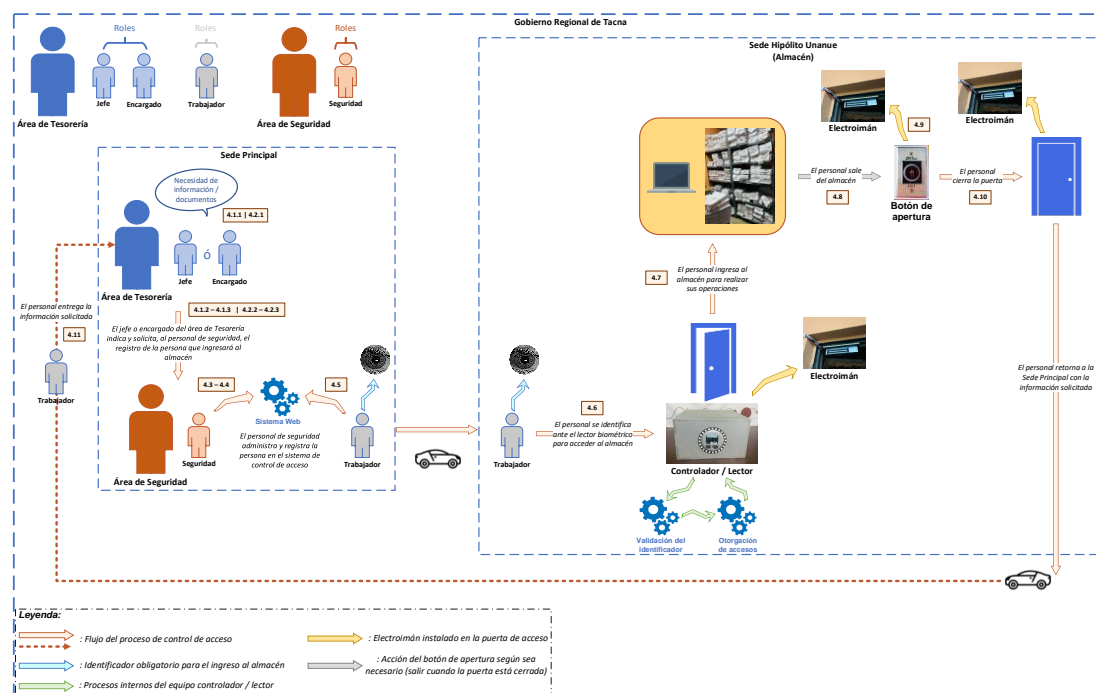 Gobierno Regional de Tacna
Roles
Roles
Roles
Jefe
Encargado
Trabajador
Seguridad
Área de Tesorería
Área de Seguridad
Sede Principal
Necesidad de
información /
documentos
4.1.1 | 4.2.1
ó
Jefe
Encargado
Área de Tesorería
4.1.2 – 4.1.3 | 4.2.2 – 4.2.3
El jefe o encargado del área de Tesorería
indica y solicita, al personal de seguridad, el
registro de la persona que ingresará al
almacén
4.3 – 4.4
4.5
Sistema Web
El personal de seguridad
administra y registra la
persona en el sistema de
control de acceso
Seguridad
Trabajador
Área de Seguridad
El personal entrega la
información solicitada
4.11
Trabajador
Sede Hipólito Unanue
(Almacén)
Trabajador
4.6
El personal se identifica
ante el lector biométrico
para acceder al almacén
Controlador / Lector
Validación del
identificador
Otorgación
de accesos
Electroimán
4.7
El personal ingresa al
almacén para realizar
sus operaciones
El personal sale
del almacén
4.8
Electroimán
4.9
Botón de
apertura
El personal
cierra la puerta
4.10
Electroimán
El personal retorna a la
Sede Principal con la
información solicitada
Leyenda:
: Flujo del proceso de control de acceso
: Identificador obligatorio para el ingreso al almacén
: Procesos internos del equipo controlador / lector
: Electroimán instalado en la puerta de acceso
: Acción del botón de apertura según sea
necesario (salir cuando la puerta está cerrada)